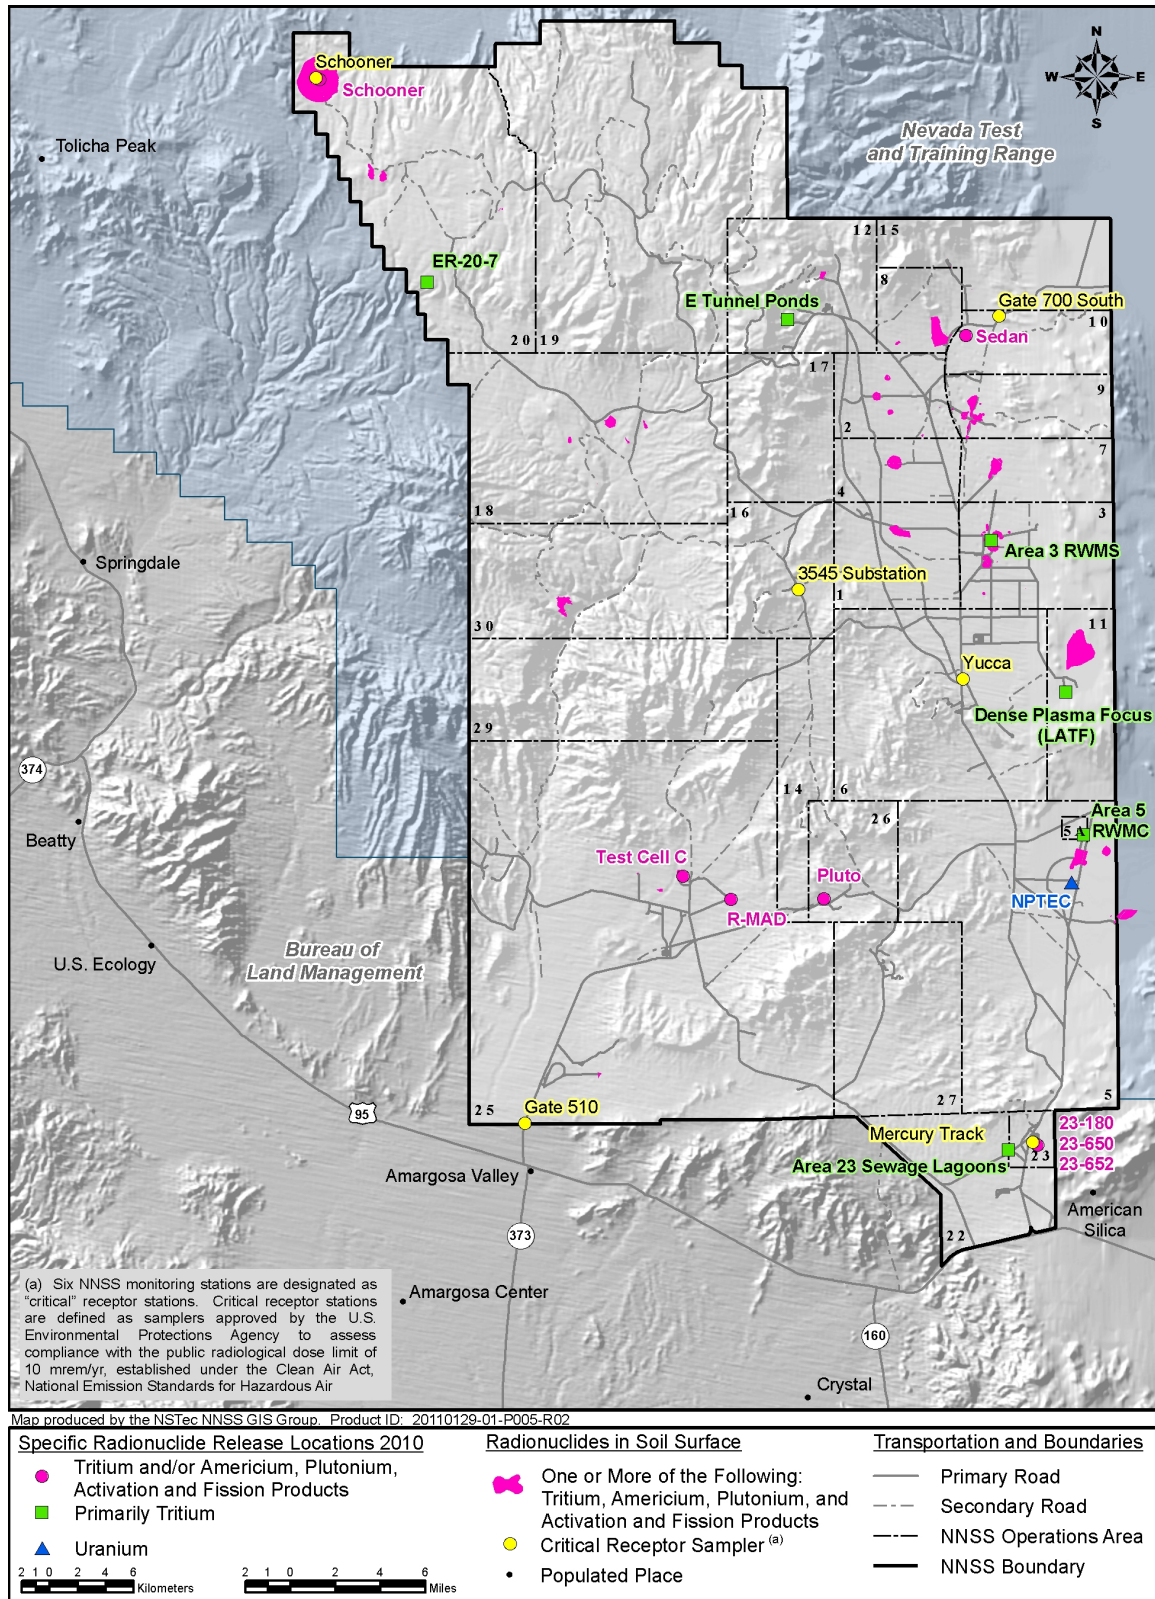 N
W
E
S
Schooner
Schooner
Nevada Test
and Training Range
Tolicha Peak
12
15
ER-20-7
8
E Tunnel Ponds
Gate 700 South
10
Sedan
20
19
17
9
2
7
4
18
16
3
Area 3 RWMS
Springdale
3545 Substation
1
30
11
Yucca
Dense Plasma Focus
(LATF)
29
374
14
6
26
Area 5
RWMC
5A
Beatty
Test Cell C
Pluto
NPTEC
R-MAD
Bureau of
Land Management
U.S. Ecology
25
Gate 510
27
5
95
Mercury Track
23-180
23-650
23-652
23
Area 23 Sewage Lagoons
Amargosa Valley
American
Silica
373
22
(a) Six NNSS monitoring stations are designated as
“critical” receptor stations. Critical receptor stations
are defined as samplers approved by the U.S.
Environmental Protections Agency to assess
compliance with the public radiological dose limit of
10 mrem/yr, established under the Clean Air Act,
National Emission Standards for Hazardous Air
Amargosa Center
160
Crystal
Map produced by the NSTec NNSS GIS Group. Product ID: 20110129-01-P005-R02
Specific Radionuclide Release Locations 2010
Tritium and/or Americium, Plutonium,
Activation and Fission Products
Primarily Tritium
Uranium
2 1 0 2 4 6
Kilometers
2 1 0 2 4 6
Miles
Radionuclides in Soil Surface
One or More of the Following:
Tritium, Americium, Plutonium, and
Activation and Fission Products
Critical Receptor Sampler (a)
Populated Place
Transportation and Boundaries
Primary Road
Secondary Road
NNSS Operations Area
NNSS Boundary